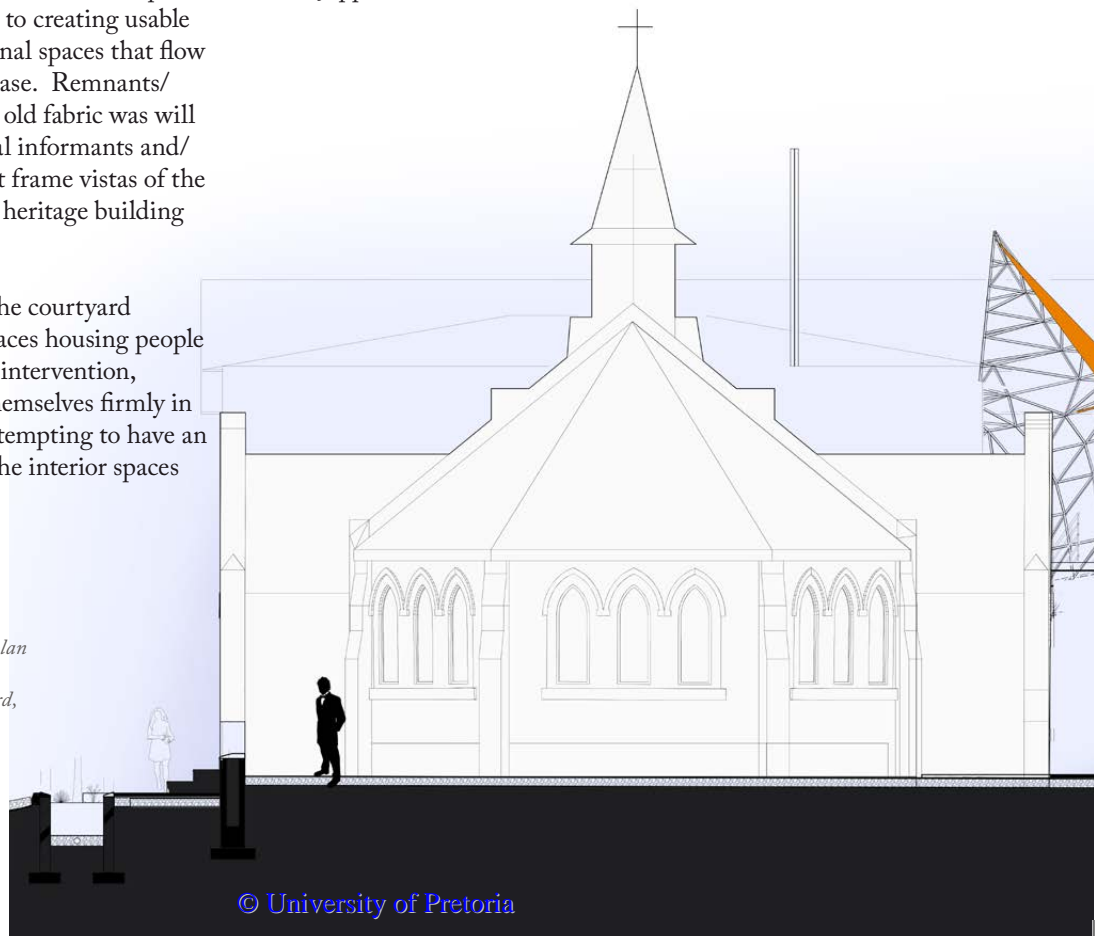 to creating usable
nal spaces that flow
ase. Remnants/
old fabric was will
al informants and/
t frame vistas of the
heritage building
he courtyard
aces housing people
intervention,
hemselves firmly in
tempting to have an
he interior spaces
lan
rd,
© University of Pretoria